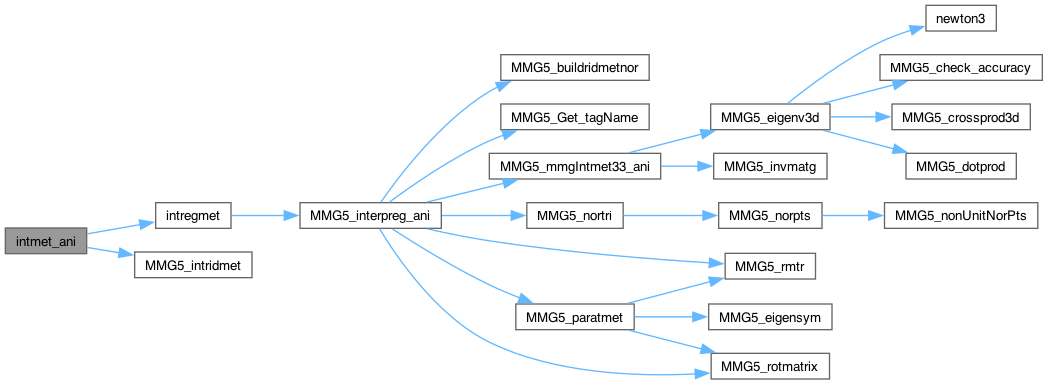 newton3
MMG5_buildridmetnor
MMG5_check_accuracy
MMG5_Get_tagName
MMG5_eigenv3d
MMG5_crossprod3d
MMG5_mmgIntmet33_ani
MMG5_invmatg
MMG5_dotprod
intregmet
MMG5_interpreg_ani
MMG5_nortri
MMG5_norpts
MMG5_nonUnitNorPts
intmet_ani
MMG5_intridmet
MMG5_rmtr
MMG5_paratmet
MMG5_eigensym
MMG5_rotmatrix